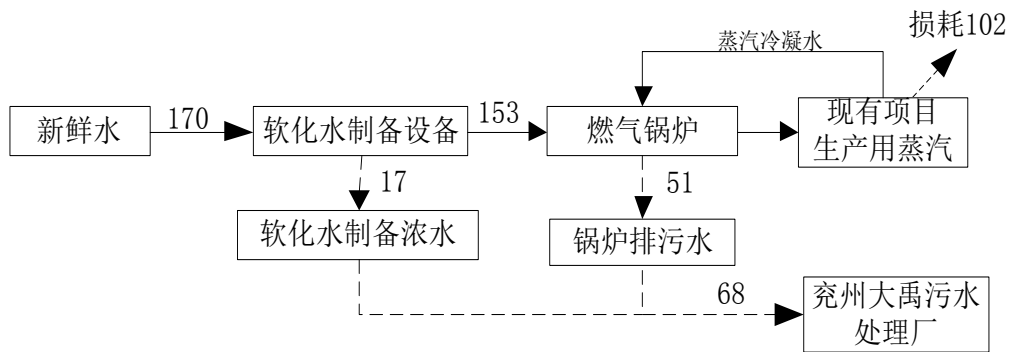 损耗102
蒸汽冷凝水
新鲜水
170
软化水制备设备
153
燃气锅炉
现有项目
生产用蒸汽
17
51
软化水制备浓水
锅炉排污水
68
兖州大禹污水
处理厂